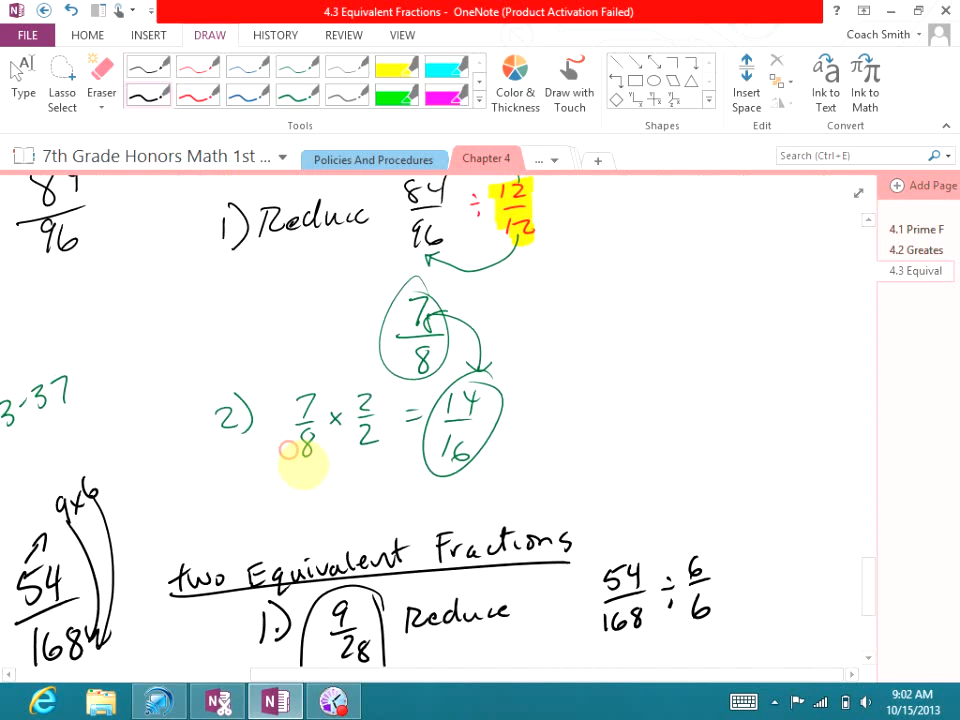 4.3 Equivalent Fractions - OneNote (Product Activation Failed)
FILE HOME INSERT DRAW HISTORY REVIEW VIEW
Coach Smith
Type
Lasso Select
Eraser
Color & Thickness
Draw with Touch
Insert Space
Ink to Text
Ink to Math
Tools
Shapes
Edit
Convert
7th Grade Honors Math 1st ...
Policies And Procedures
Chapter 4
...
Search (Ctrl+E)
Add Page
4.1 Prime F
4.2 Greates
4.3 Equival
84
96
1) Reduce 84/96 ÷ 12/12
7/8
3-37
2) 7/8 × 2/2 = 14/16
9x6
54
168
two Equivalent Fractions
1.) 9/28 Reduce 54/168 ÷ 6/6
9:02 AM
10/15/2013